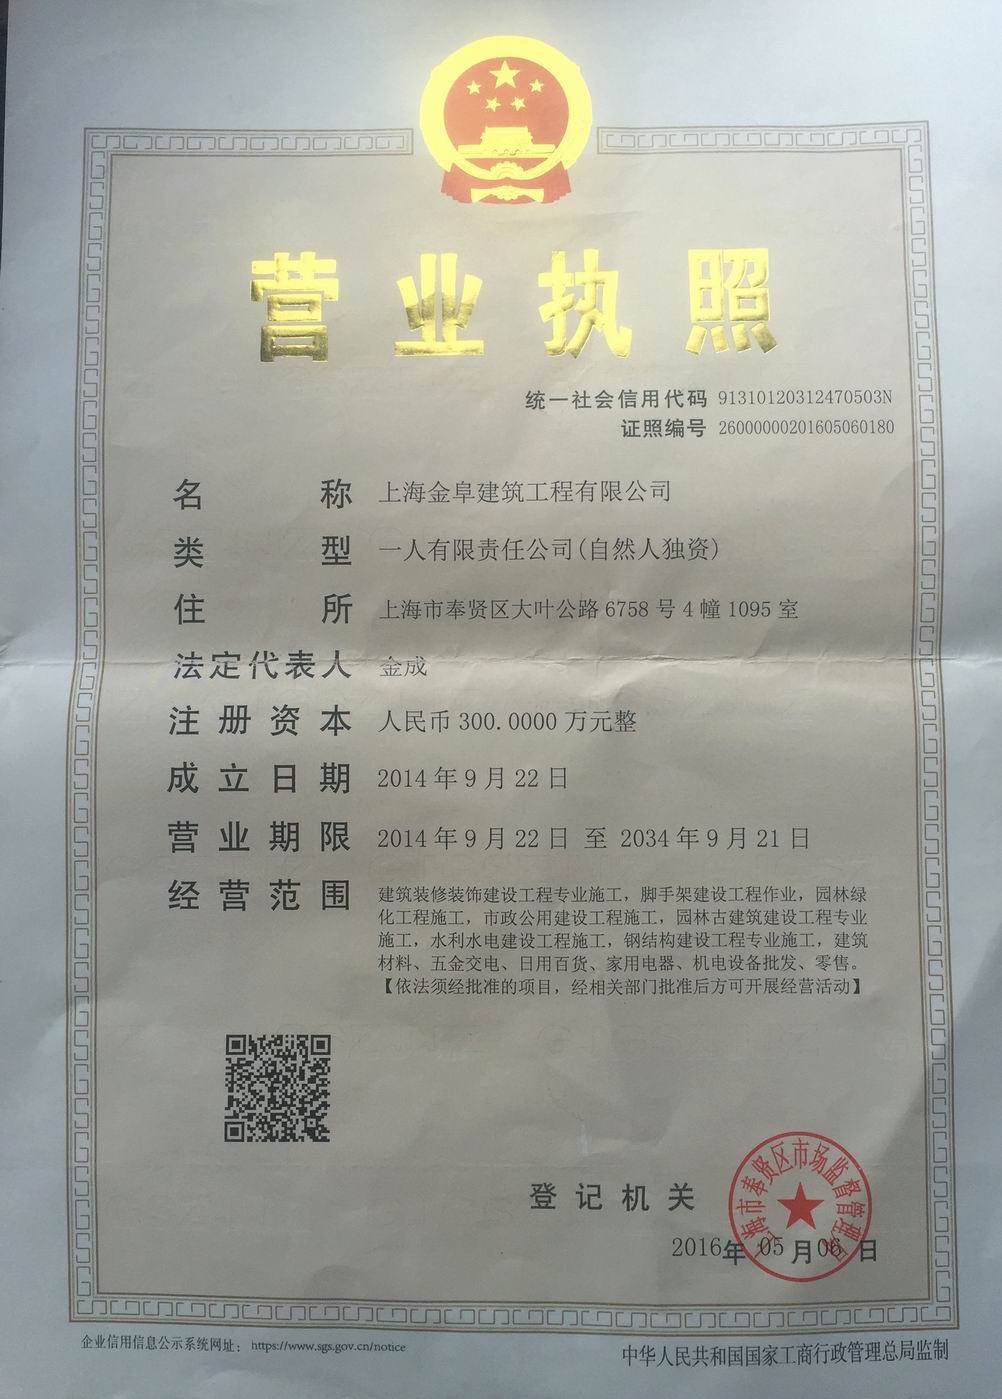 营业执照
统一社会信用代码 91310120312470503N
证照编号 26000000201605060180
名称 上海金阜建筑工程有限公司
类型 一人有限责任公司(自然人独资)
住所 上海市奉贤区大叶公路6758号4幢1095室
法定代表人 金成
注册资本 人民币300.0000万元整
成立日期 2014年9月22日
营业期限 2014年9月22日 至 2034年9月21日
经营范围 建筑装修装饰建设工程专业施工，脚手架建设工程作业，园林绿
化工程施工，市政公用建设工程施工，园林古建筑建设工程专业
施工，水利水电建设工程施工，钢结构建设工程专业施工，建筑
材料、五金交电、日用百货、家用电器、机电设备批发、零售。
【依法须经批准的项目，经相关部门批准后方可开展经营活动】
登记机关
上海市奉贤区市场监督管理局
2016年05月06日
企业信用信息公示系统网址： https://www.sgs.gov.cn/notice
中华人民共和国国家工商行政管理总局监制